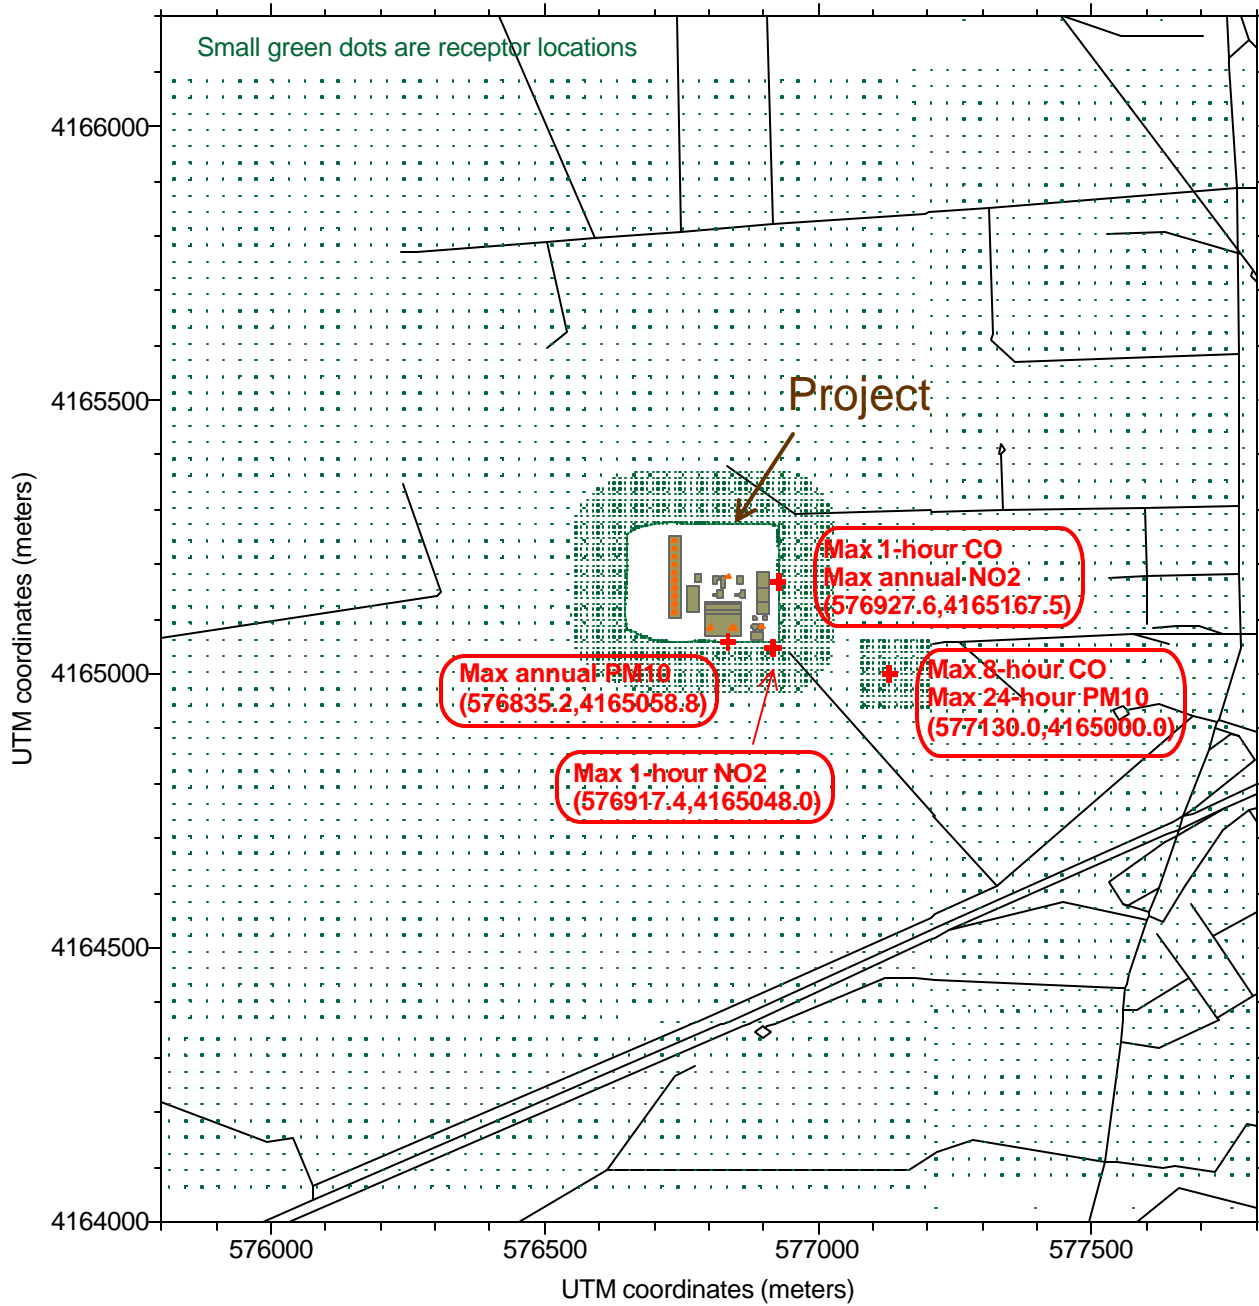 Small green dots are receptor locations
4166000
4165500
Project
Max 1-hour CO
Max annual NO2
(576927.6,4165167.5)
4165000
Max annual PM10
(576835.2,4165058.8)
Max 8-hour CO
Max 24-hour PM10
(577130.0,4165000.0)
Max 1-hour NO2
(576917.4,4165048.0)
UTM coordinates (meters)
4164500
4164000
576000
576500
577000
577500
UTM coordinates (meters)